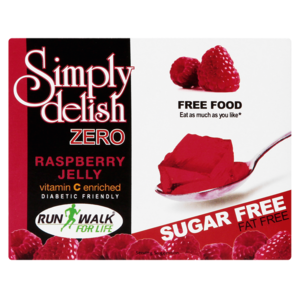 Simply
delish
ZERO
RASPBERRY
JELLY
vitamin C enriched
DIABETIC FRIENDLY
RUN WALK
FOR LIFE
FREE FOOD
Eat as much as you like*
SUGAR FREE
FAT FREE